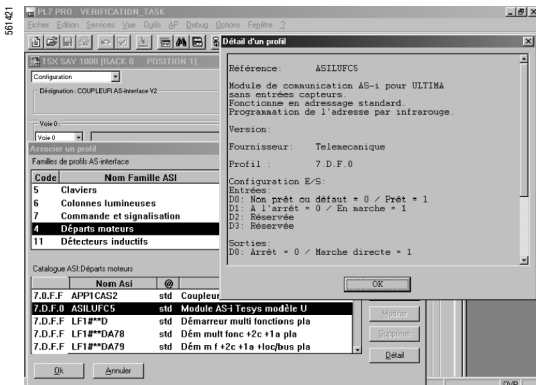 561421
PL7 PRO : VERIFICATION_TASK
Fichier Edition Services Vue Outils AP Debug Options Fenêtre ?
TSX SAY 1000 [RACK 0 POSITION 1]
Configuration
Désignation: COUPLEUR AS-interface V2
Voie 0:
Voie 0
Associer un profil
Familles de profils AS-interface
Code Nom Famille ASI
5 Claviers
6 Colonnes lumineuses
7 Commande et signalisation
4 Départs moteurs
11 Détecteurs inductifs
Catalogue ASI:Départs moteurs
Nom Asi @
7.0.F.F APP1CAS2 std Coupleur
7.D.F.0 ASILUFC5 std Module AS-i Tesys modèle U
7.D.F.F LF1#**D std Démarreur multi fonctions pla
7.D.F.F LF1#**DA78 std Dém mult fonc +2c +1a pla
7.D.F.F LF1#**DA79 std Dém m f +2c +1a +loc/bus pla
Ok
Annuler
Modifier
Supprimer
Détail
Détail d'un profil
Référence: ASILUFC5
Module de communication AS-i pour ULTIMA
sans entrées capteurs.
Fonctionne en adressage standard.
Programmation de l'adresse par infrarouge.
Version:
Fournisseur: Telemecanique
Profil : 7.D.F.0
Configuration E/S:
Entrées:
D0: Non prêt ou défaut = 0 / Prêt = 1
D1: A l'arrêt = 0 / En marche = 1
D2: Réservée
D3: Réservée
Sorties:
D0: Arrêt = 0 / Marche directe = 1
OK
OVR